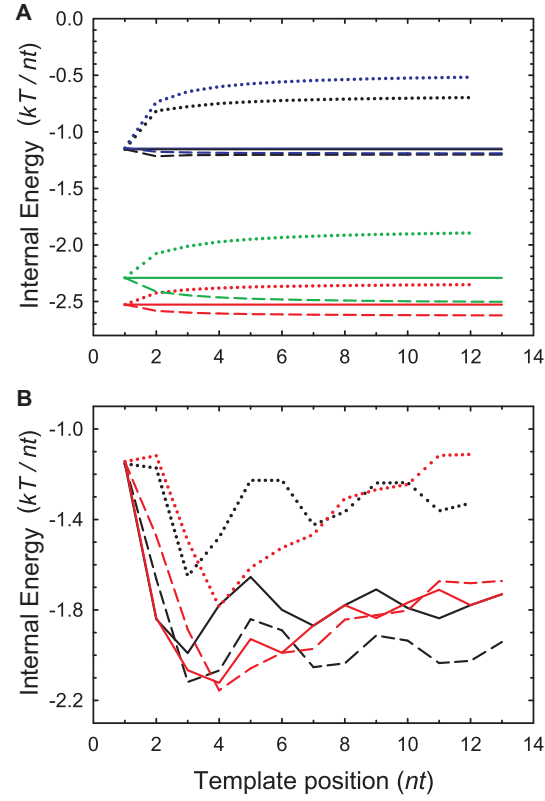 A
0.0
-0.5
-1.0
-1.5
-2.0
-2.5
Internal Energy (kT / nt)
0 2 4 6 8 10 12 14
B
-1.0
-1.4
-1.8
-2.2
Internal Energy (kT / nt)
0 2 4 6 8 10 12 14
Template position (nt)